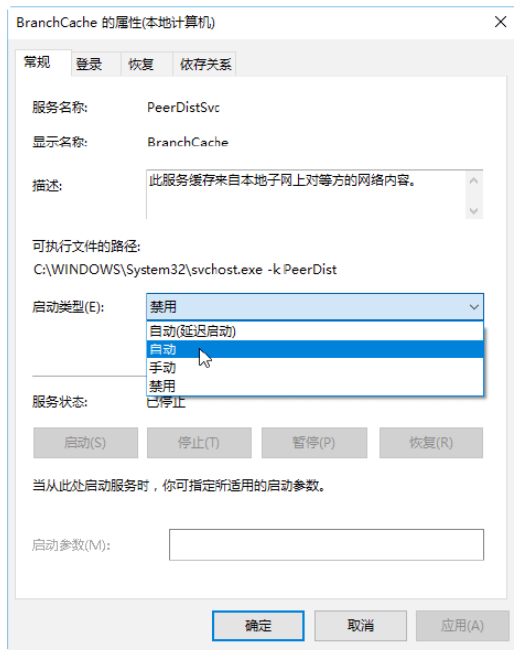 BranchCache 的属性(本地计算机)
常规 登录 恢复 依存关系
服务名称: PeerDistSvc
显示名称: BranchCache
描述: 此服务缓存来自本地子网上对等方的网络内容。
可执行文件的路径:
C:\WINDOWS\System32\svchost.exe -k PeerDist
启动类型(E): 禁用
自动(延迟启动)
自动
手动
禁用
服务状态: 已停止
启动(S) 停止(T) 暂停(P) 恢复(R)
当从此处启动服务时，你可指定所适用的启动参数。
启动参数(M):
确定 取消 应用(A)